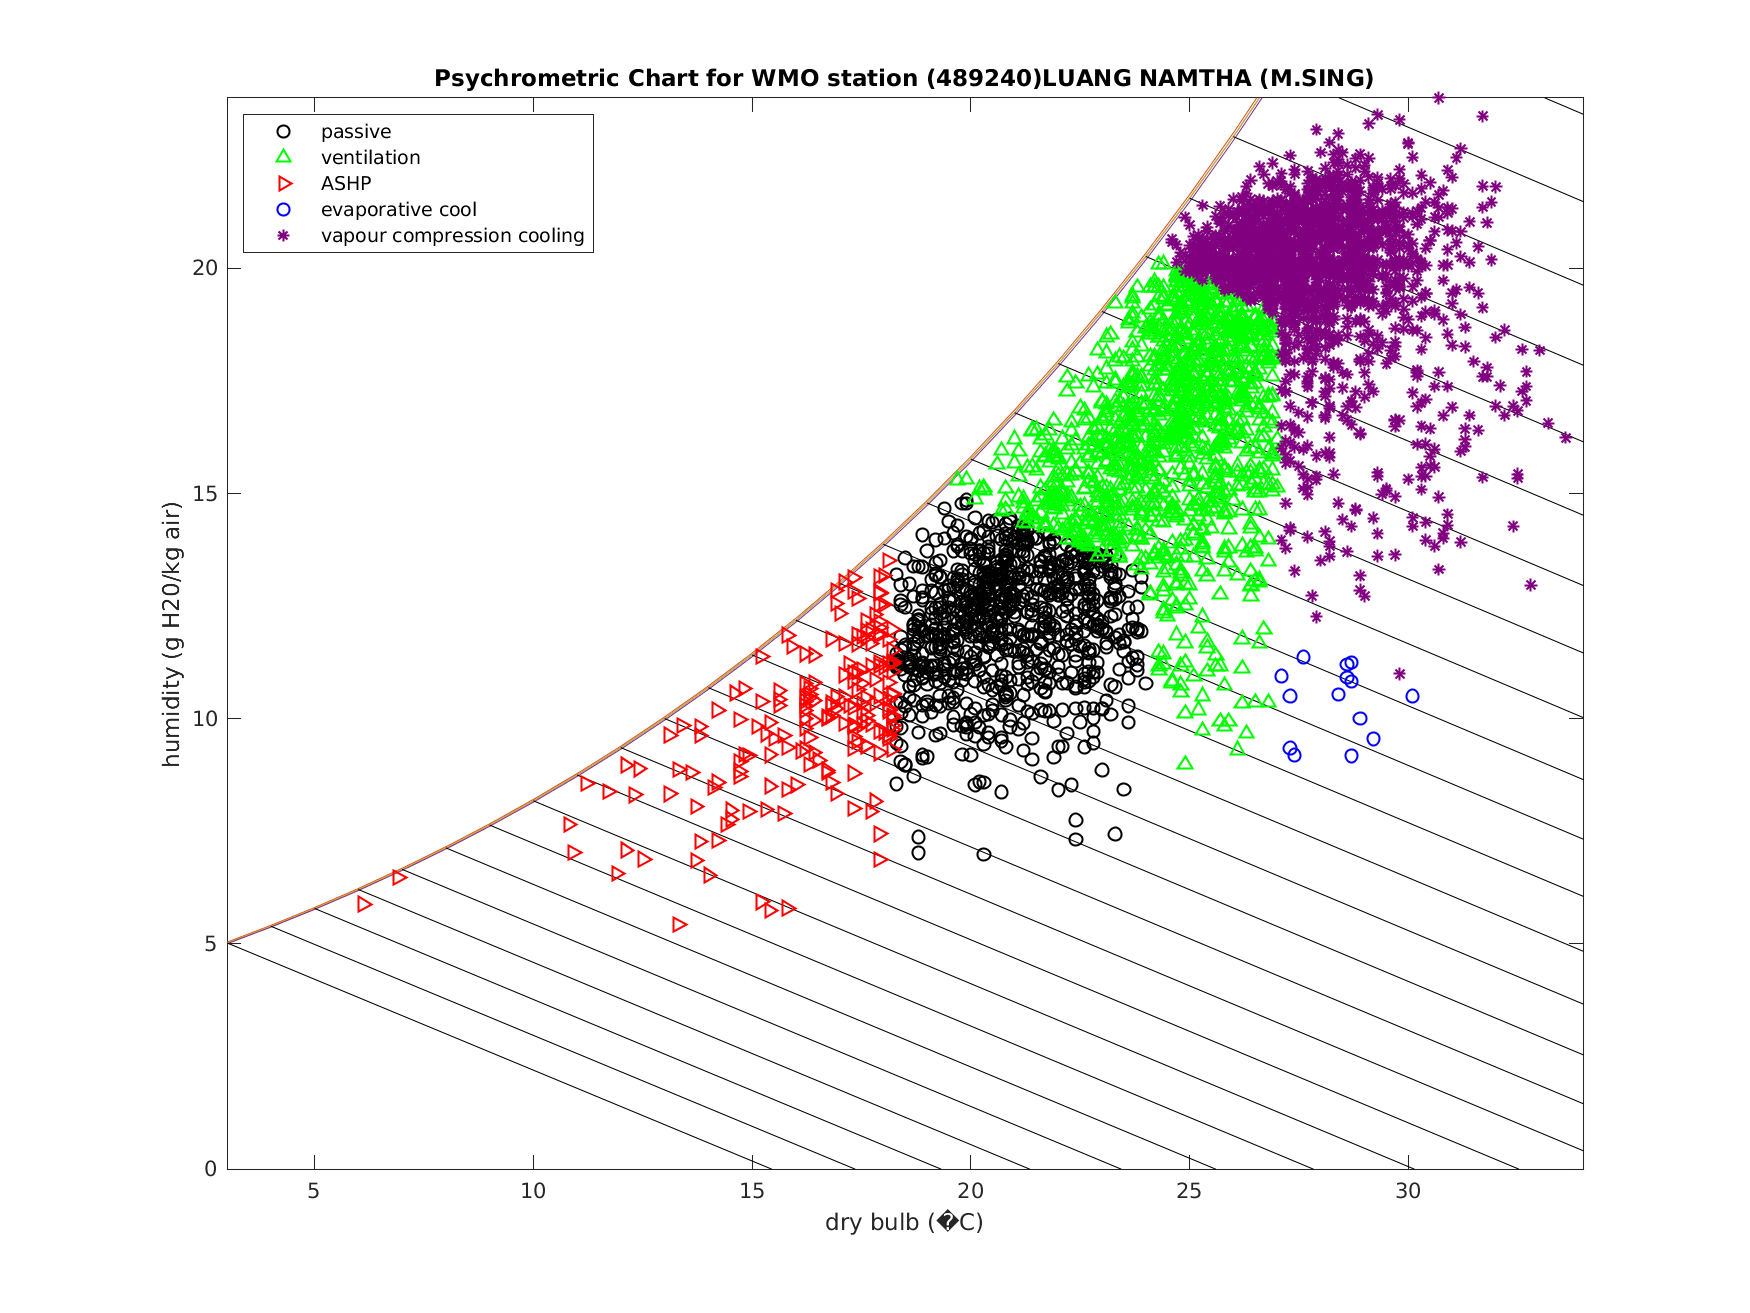 Psychrometric Chart for WMO station (489240)LUANG NAMTHA (M.SING)
passive
ventilation
ASHP
evaporative cool
vapour compression cooling
humidity (g H20/kg air)
20
15
10
5
0
5 10 15 20 25 30
dry bulb (�C)